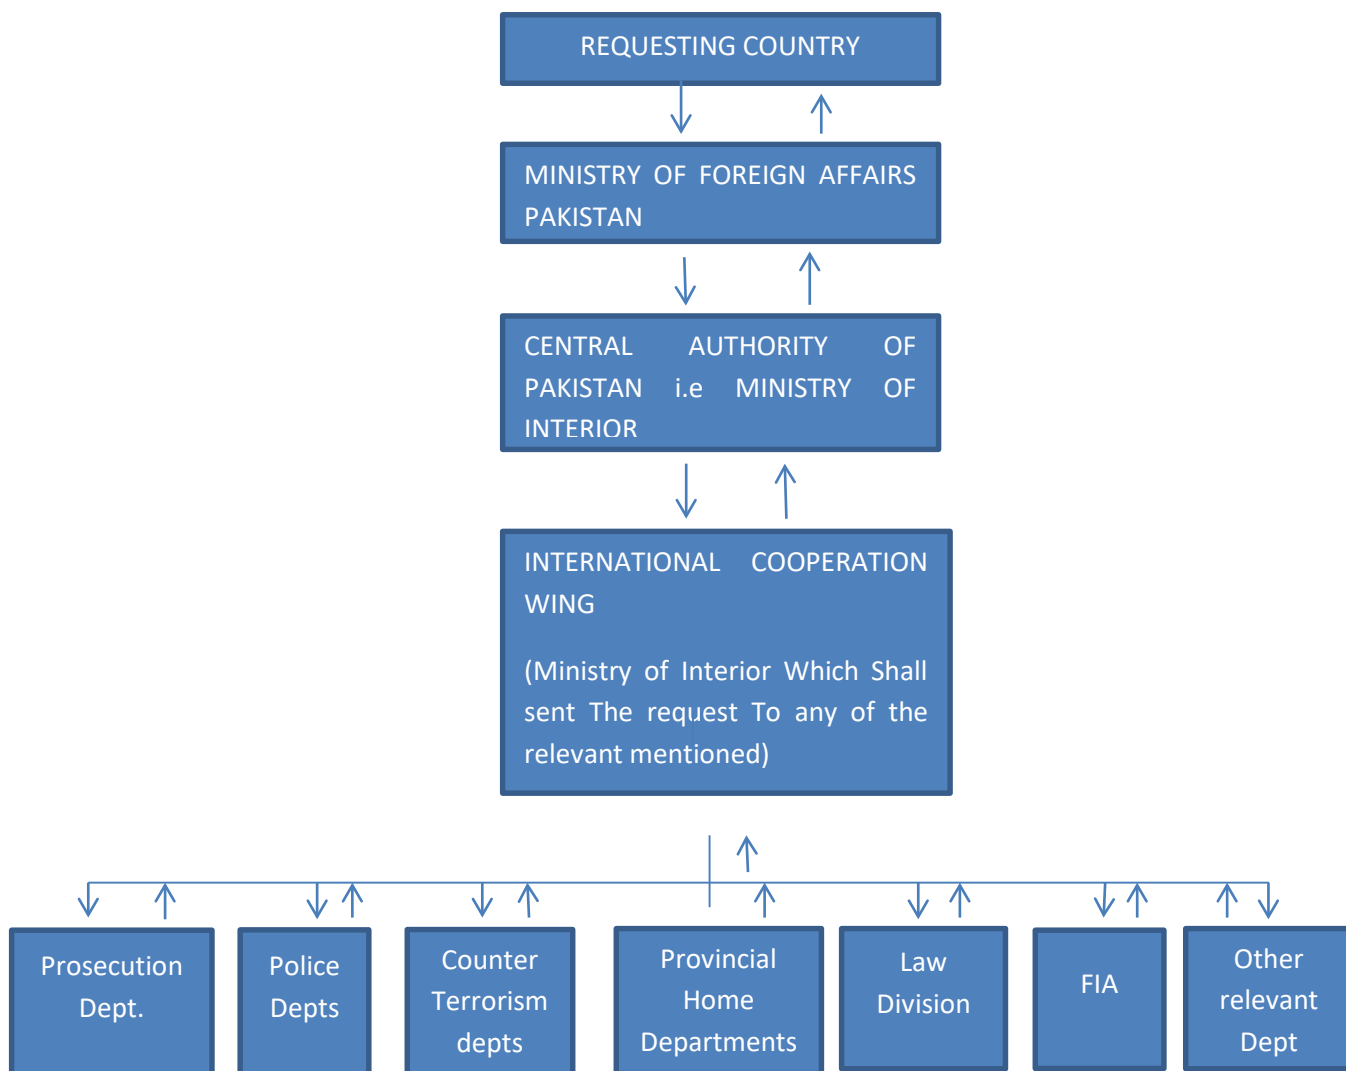 REQUESTING COUNTRY
MINISTRY OF FOREIGN AFFAIRS
PAKISTAN
CENTRAL AUTHORITY OF
PAKISTAN i.e MINISTRY OF
INTERIOR
INTERNATIONAL COOPERATION
WING
(Ministry of Interior Which Shall
sent The request To any of the
relevant mentioned)
Prosecution
Dept.
Police
Depts
Counter
Terrorism
depts
Provincial
Home
Departments
Law
Division
FIA
Other
relevant
Dept